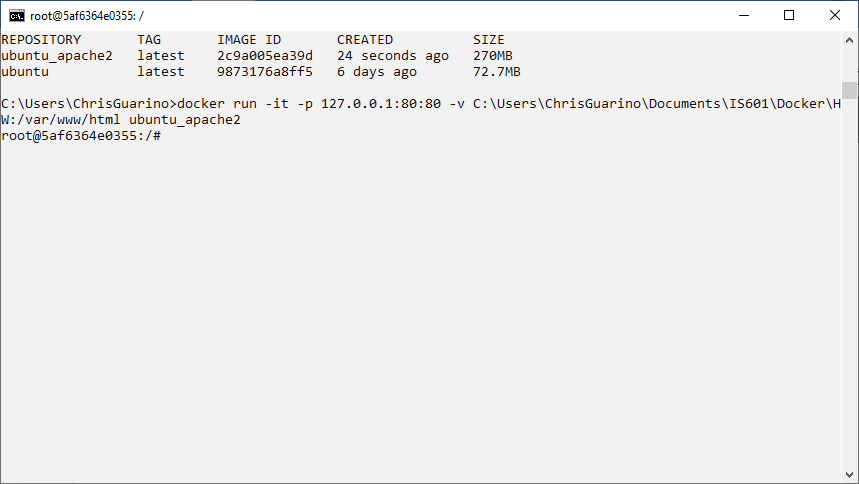 root@5af6364e0355: /
REPOSITORY TAG IMAGE ID CREATED SIZE
ubuntu_apache2 latest 2c9a005ea39d 24 seconds ago 270MB
ubuntu latest 9873176a8ff5 6 days ago 72.7MB
C:\Users\ChrisGuarino>docker run -it -p 127.0.0.1:80:80 -v C:\Users\ChrisGuarino\Documents\IS601\Docker\H
W:/var/www/html ubuntu_apache2
root@5af6364e0355:/#